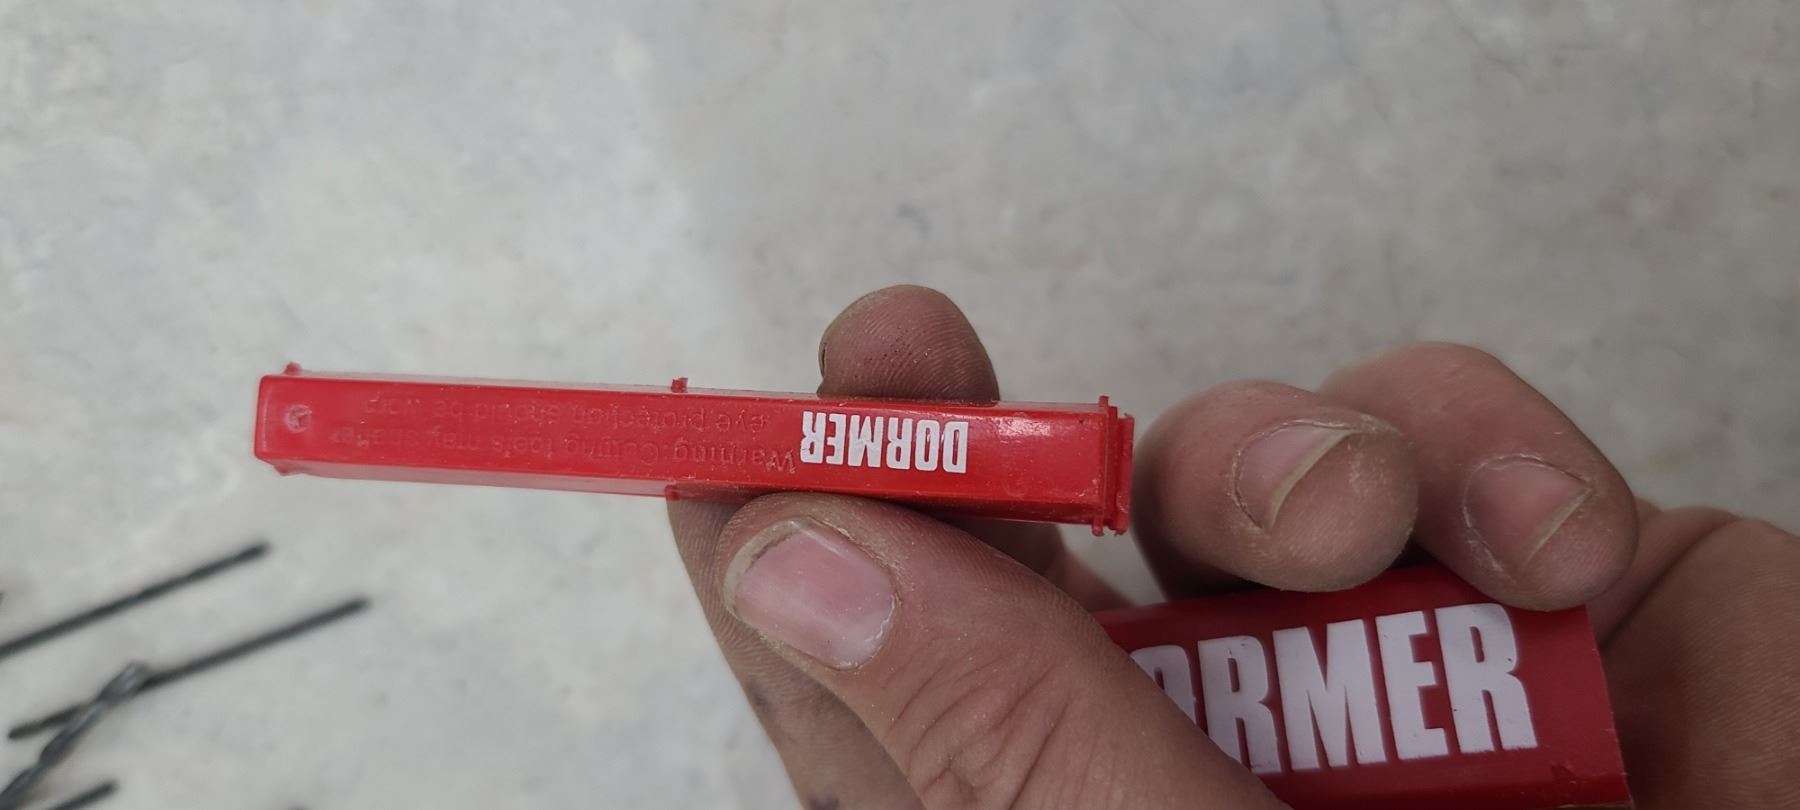 DORMER
Warning: Cutting tools may shatter
eye protection should be worn
ORMER